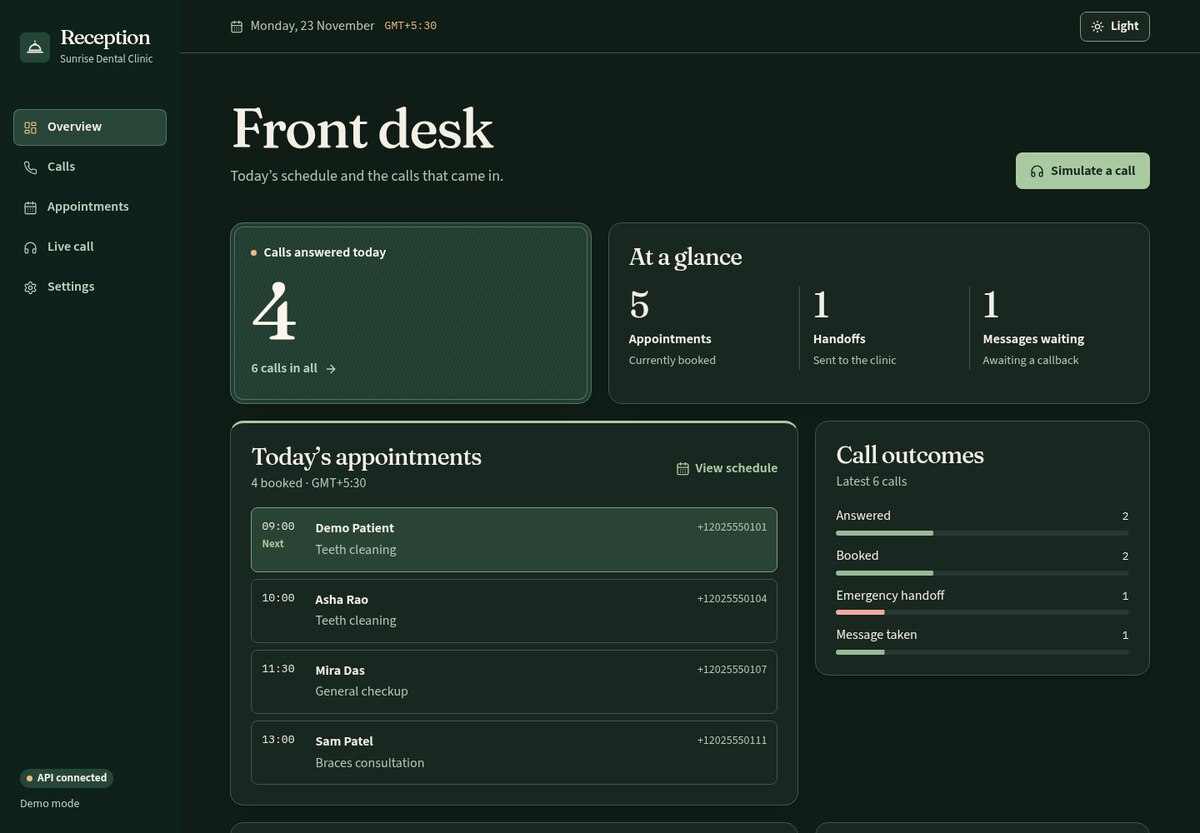 Reception
Sunrise Dental Clinic
Overview
Calls
Appointments
Live call
Settings
API connected
Demo mode
Monday, 23 November GMT+5:30
Light
Front desk
Today’s schedule and the calls that came in.
Simulate a call
Calls answered today
4
6 calls in all →
At a glance
5
Appointments
Currently booked
1
Handoffs
Sent to the clinic
1
Messages waiting
Awaiting a callback
Today’s appointments
4 booked · GMT+5:30
View schedule
09:00 Demo Patient +12025550101
Next Teeth cleaning
10:00 Asha Rao +12025550104
Teeth cleaning
11:30 Mira Das +12025550107
General checkup
13:00 Sam Patel +12025550111
Braces consultation
Call outcomes
Latest 6 calls
Answered 2
Booked 2
Emergency handoff 1
Message taken 1